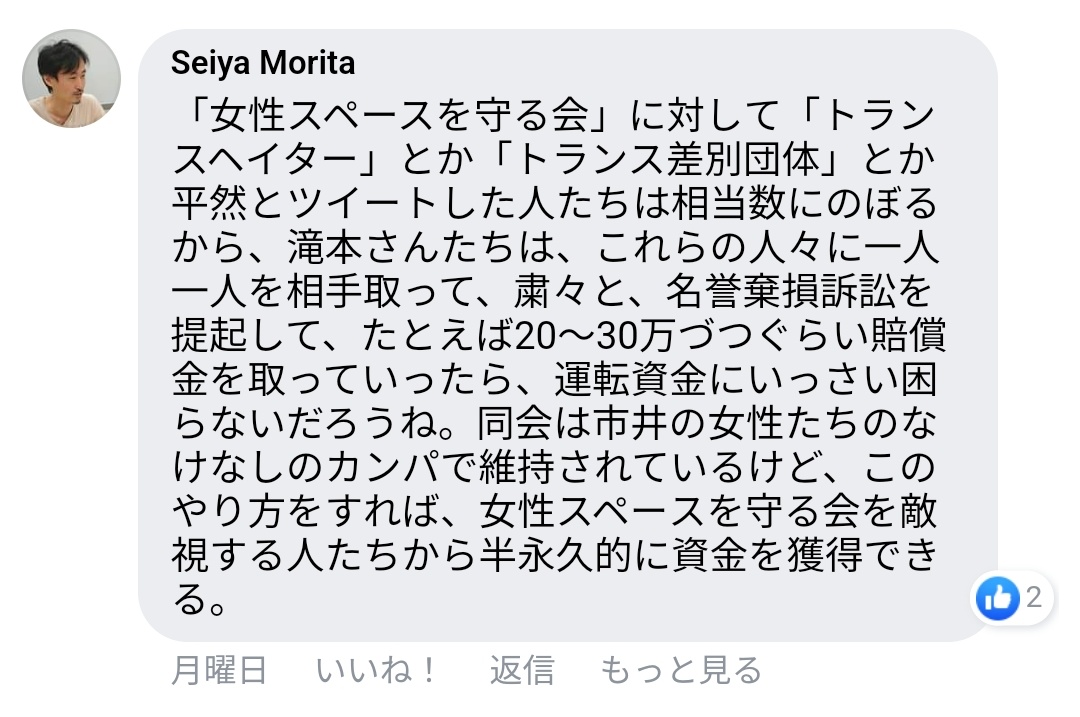 Seiya Morita
「女性スペースを守る会」に対して「トラン
スヘイター」とか「トランス差別団体」とか
平然とツイートした人たちは相当数にのぼる
から、滝本さんたちは、これらの人々に一人
一人を相手取って、粛々と、名誉棄損訴訟を
提起して、たとえば20〜30万づつぐらい賠償
金を取っていったら、運転資金にいっさい困
らないだろうね。同会は市井の女性たちのな
けなしのカンパで維持されているけど、この
やり方をすれば、女性スペースを守る会を敵
視する人たちから半永久的に資金を獲得でき
る。
2
月曜日 いいね！ 返信 もっと見る